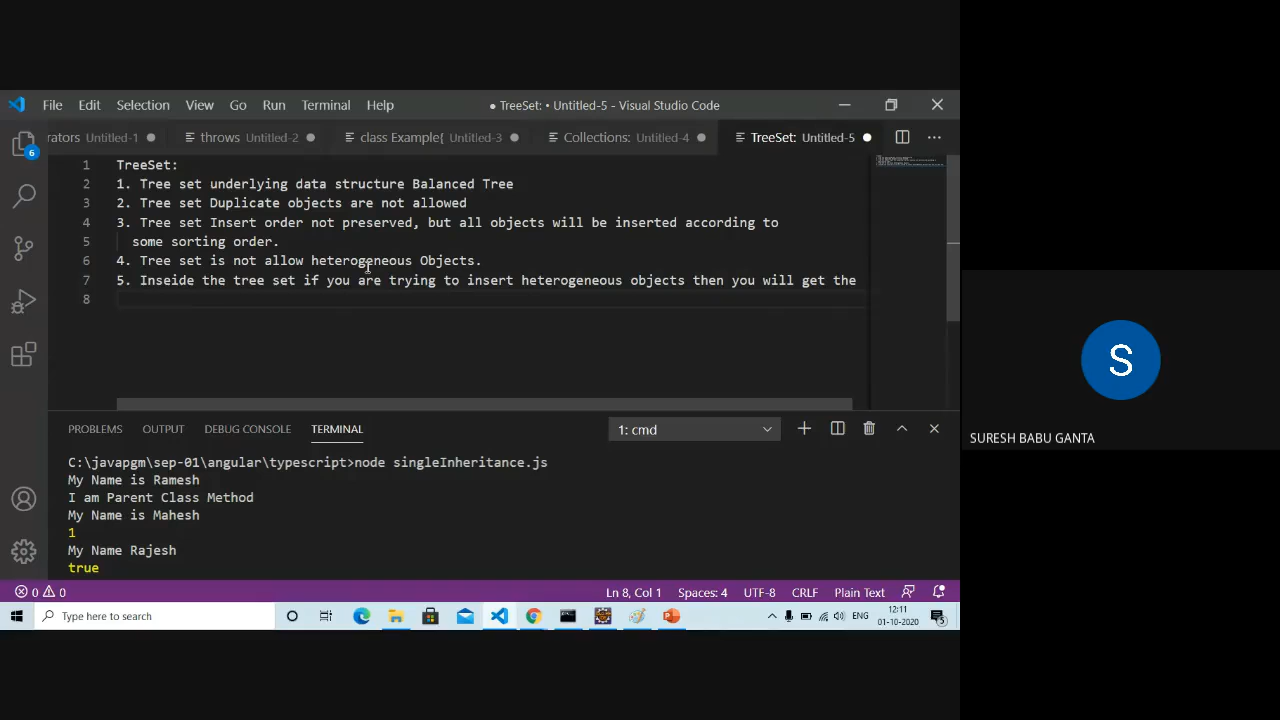 File Edit Selection View Go Run Terminal Help ● TreeSet: • Untitled-5 - Visual Studio Code
rators Untitled-1 throws Untitled-2 class Example{ Untitled-3 Collections: Untitled-4 TreeSet: Untitled-5
1 TreeSet:
2 1. Tree set underlying data structure Balanced Tree
3 2. Tree set Duplicate objects are not allowed
4 3. Tree set Insert order not preserved, but all objects will be inserted according to
5 some sorting order.
6 4. Tree set is not allow heterogeneous Objects.
7 5. Inseide the tree set if you are trying to insert heterogeneous objects then you will get the
8
6
S
SURESH BABU GANTA
PROBLEMS OUTPUT DEBUG CONSOLE TERMINAL 1: cmd
C:\javapgm\sep-01\angular\typescript>node singleInheritance.js
My Name is Ramesh
I am Parent Class Method
My Name is Mahesh
1
My Name Rajesh
true
0 0 Ln 8, Col 1 Spaces: 4 UTF-8 CRLF Plain Text
Type here to search ENG 12:11
01-10-2020 5